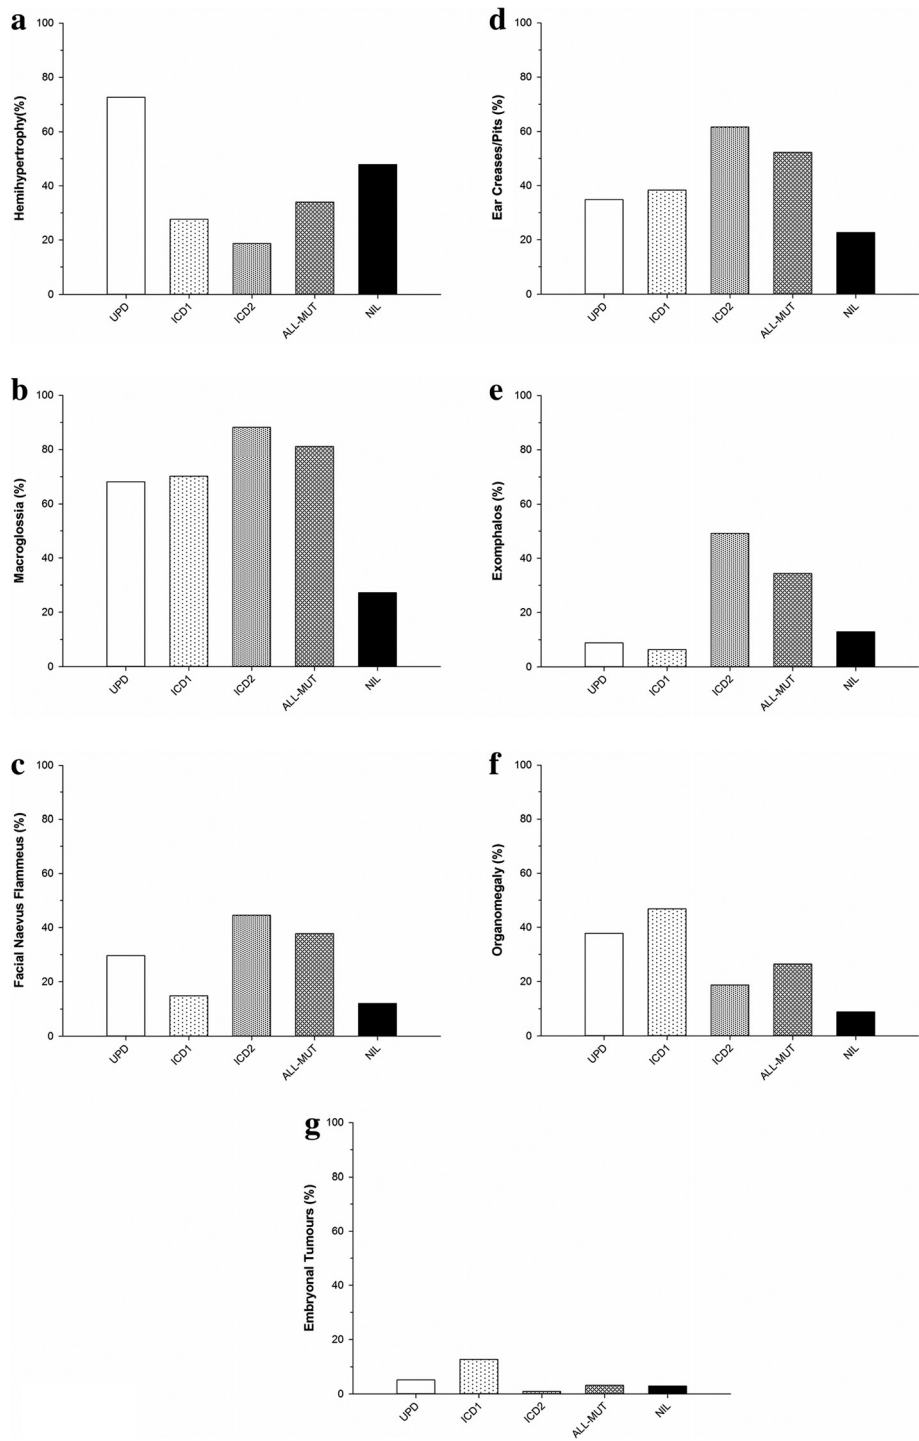 a
Hemihypertrophy(%)
100
80
60
40
20
0
UPD
ICD1
ICD2
ALL-MUT
NIL
d
Ear Creases/Pits (%)
100
80
60
40
20
0
UPD
ICD1
ICD2
ALL-MUT
NIL
b
Macroglossia (%)
100
80
60
40
20
0
UPD
ICD1
ICD2
ALL-MUT
NIL
e
Exomphalos (%)
100
80
60
40
20
0
UPD
ICD1
ICD2
ALL-MUT
NIL
c
Facial Naevus Flammeus (%)
100
80
60
40
20
0
UPD
ICD1
ICD2
ALL-MUT
NIL
f
Organomegaly (%)
100
80
60
40
20
0
UPD
ICD1
ICD2
ALL-MUT
NIL
g
Embryonal Tumours (%)
100
80
60
40
20
0
UPD
ICD1
ICD2
ALL-MUT
NIL